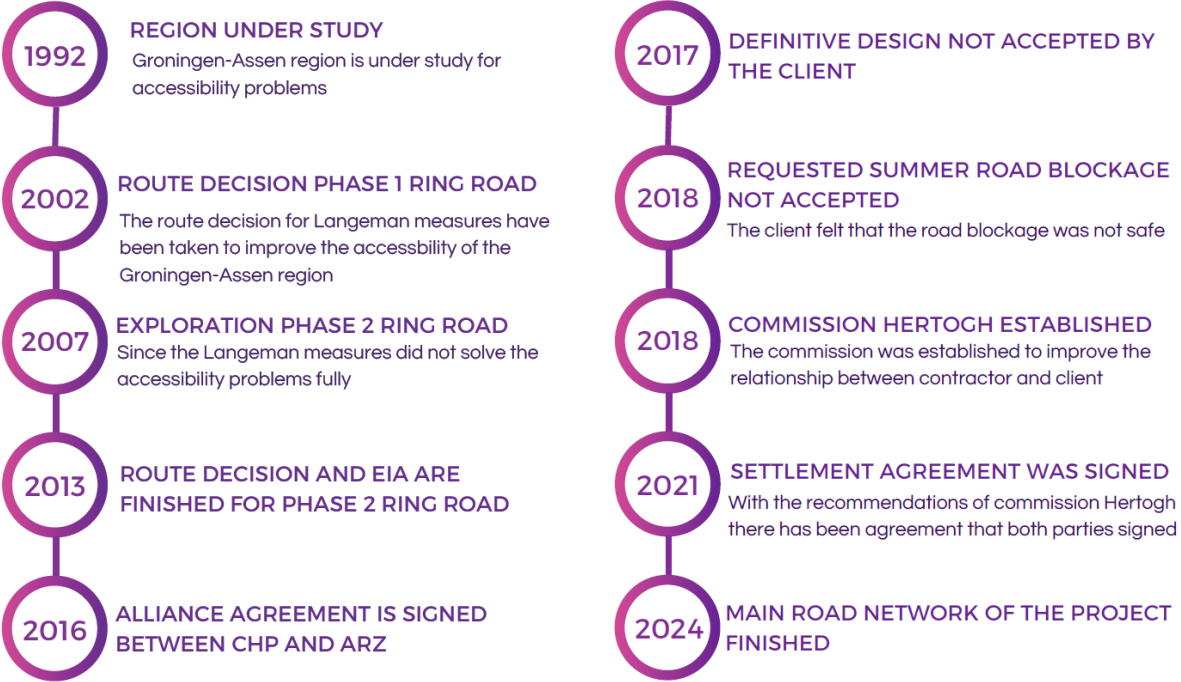 1992
REGION UNDER STUDY
Groningen-Assen region is under study for
accessibility problems
2002
ROUTE DECISION PHASE 1 RING ROAD
The route decision for Langeman measures have
been taken to improve the accessbility of the
Groningen-Assen region
2007
EXPLORATION PHASE 2 RING ROAD
Since the Langeman measures did not solve the
accessibility problems fully
2013
ROUTE DECISION AND EIA ARE
FINISHED FOR PHASE 2 RING ROAD
2016
ALLIANCE AGREEMENT IS SIGNED
BETWEEN CHP AND ARZ
2017
DEFINITIVE DESIGN NOT ACCEPTED BY
THE CLIENT
2018
REQUESTED SUMMER ROAD BLOCKAGE
NOT ACCEPTED
The client felt that the road blockage was not safe
2018
COMMISSION HERTOGH ESTABLISHED
The commission was established to improve the
relationship between contractor and client
2021
SETTLEMENT AGREEMENT WAS SIGNED
With the recommendations of commission Hertogh
there has been agreement that both parties signed
2024
MAIN ROAD NETWORK OF THE PROJECT
FINISHED